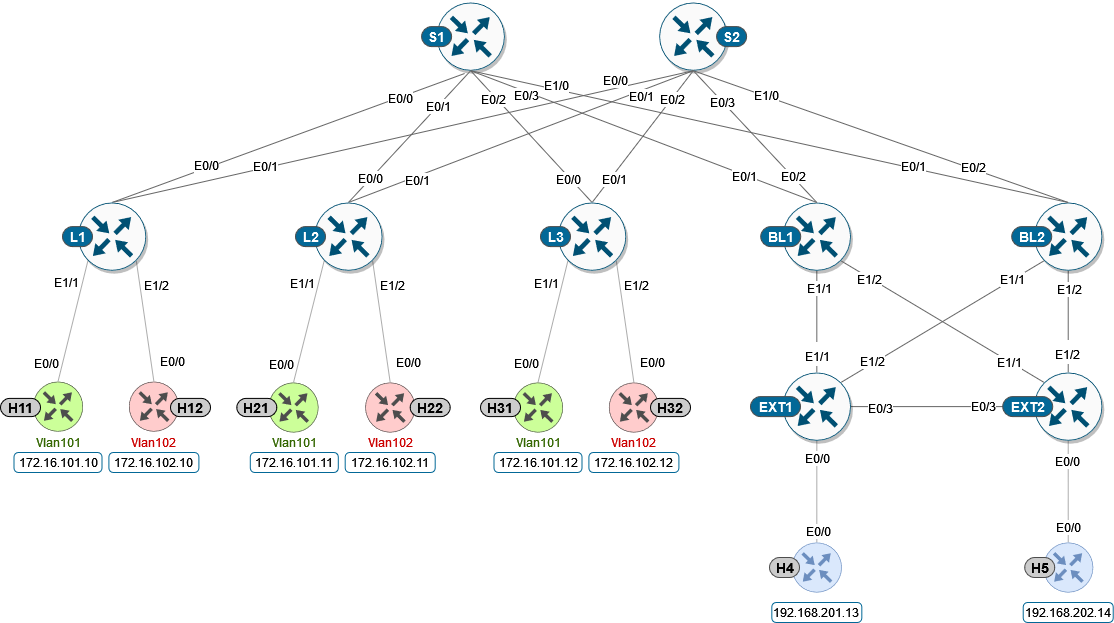 S1
S2
E0/0
E0/1
E0/2
E0/3
E1/0
E0/0
E0/1
E0/2
E0/3
E1/0
E0/0
E0/1
E0/0
E0/1
E0/0
E0/1
E0/1
E0/2
E0/1
E0/2
L1
L2
L3
BL1
BL2
E1/1
E1/2
E1/1
E1/2
E1/1
E1/2
E1/1
E1/2
E1/1
E1/2
E0/0
E0/0
E0/0
E0/0
E0/0
E0/0
E1/1
E1/2
E1/1
E1/2
H11
H12
H21
H22
H31
H32
EXT1
E0/3
E0/3
EXT2
Vlan101
Vlan102
Vlan101
Vlan102
Vlan101
Vlan102
172.16.101.10
172.16.102.10
172.16.101.11
172.16.102.11
172.16.101.12
172.16.102.12
E0/0
E0/0
E0/0
E0/0
H4
H5
192.168.201.13
192.168.202.14